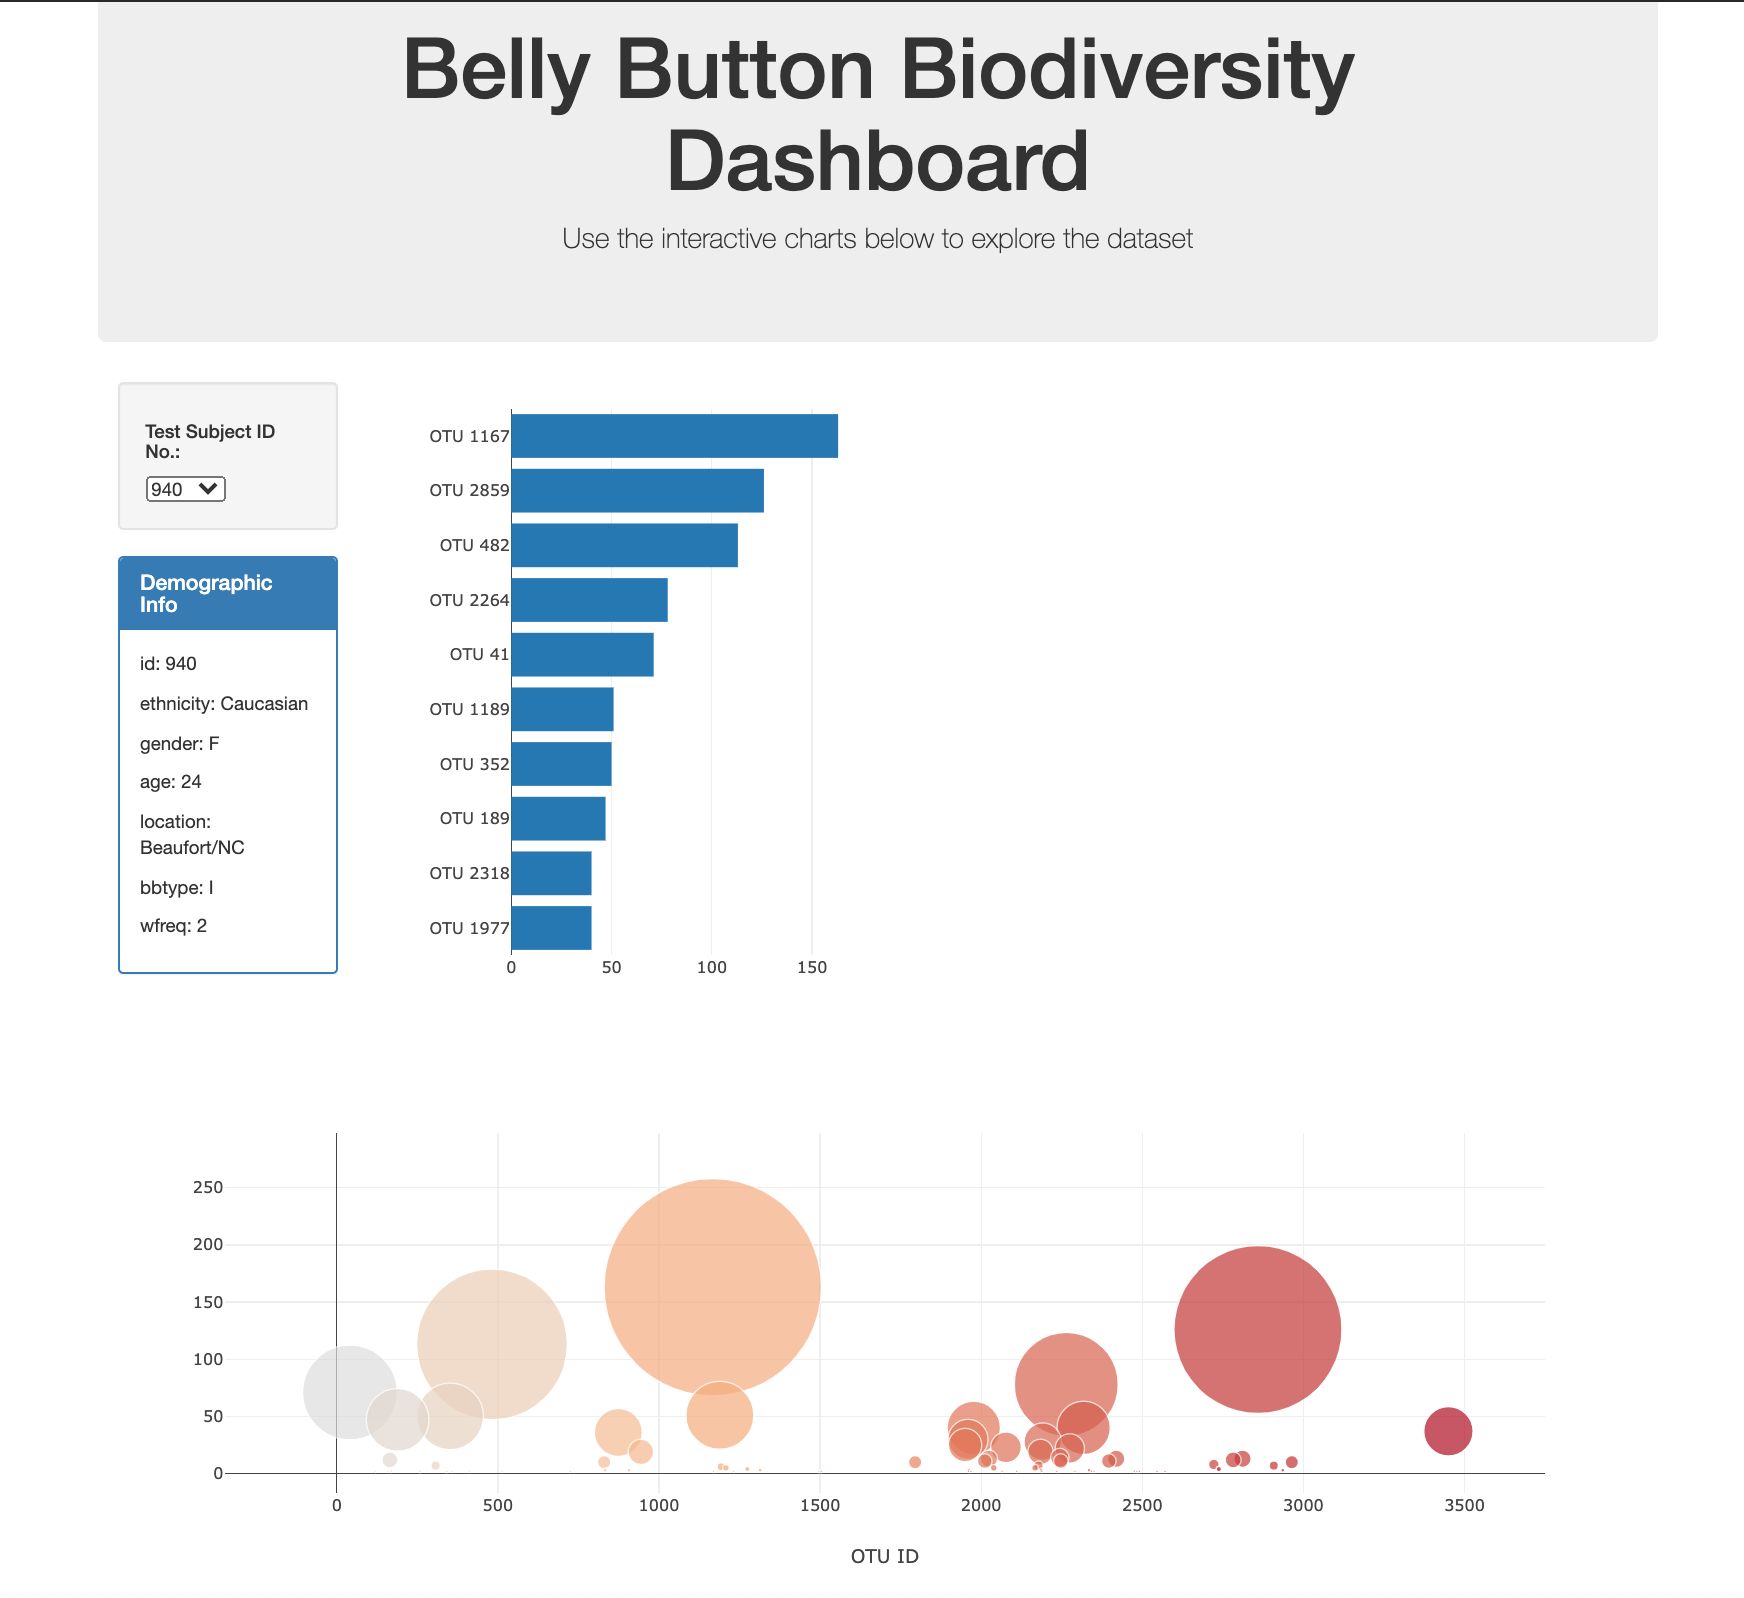 Belly Button Biodiversity
Dashboard
Use the interactive charts below to explore the dataset
Test Subject ID
No.:
940
Demographic
Info
id: 940
ethnicity: Caucasian
gender: F
age: 24
location:
Beaufort/NC
bbtype: I
wfreq: 2
OTU 1167
OTU 2859
OTU 482
OTU 2264
OTU 41
OTU 1189
OTU 352
OTU 189
OTU 2318
OTU 1977
0 50 100 150
250
200
150
100
50
0
0 500 1000 1500 2000 2500 3000 3500
OTU ID